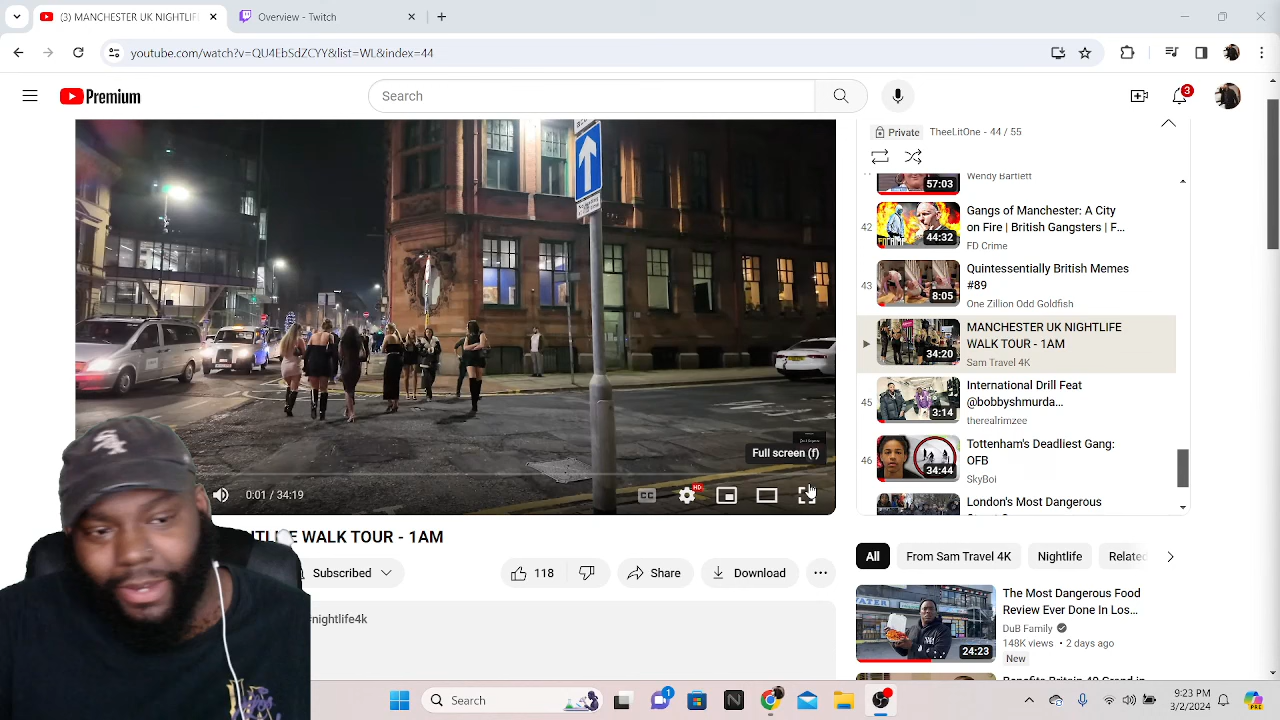 (3) MANCHESTER UK NIGHTLIF
Overview - Twitch
youtube.com/watch?v=QU4EbSdZCYY&list=WL&index=44
Premium
Search
3
Private
TheeLitOne - 44 / 55
57:03
Wendy Bartlett
42
44:32
Gangs of Manchester: A City
on Fire | British Gangsters | F...
FD Crime
43
8:05
Quintessentially British Memes
#89
One Zillion Odd Goldfish
34:20
MANCHESTER UK NIGHTLIFE
WALK TOUR - 1AM
Sam Travel 4K
45
3:14
International Drill Feat
@bobbyshmurda...
therealrimzee
46
34:44
Tottenham's Deadliest Gang:
OFB
SkyBoi
London's Most Dangerous
Full screen (f)
0:01 / 34:19
CC
HD
WALK TOUR - 1AM
Subscribed
118
Share
Download
#nightlife4k
All
From Sam Travel 4K
Nightlife
Related
24:23
The Most Dangerous Food
Review Ever Done In Los...
DuB Family
148K views • 2 days ago
New
Search
1
9:23 PM
3/2/2024